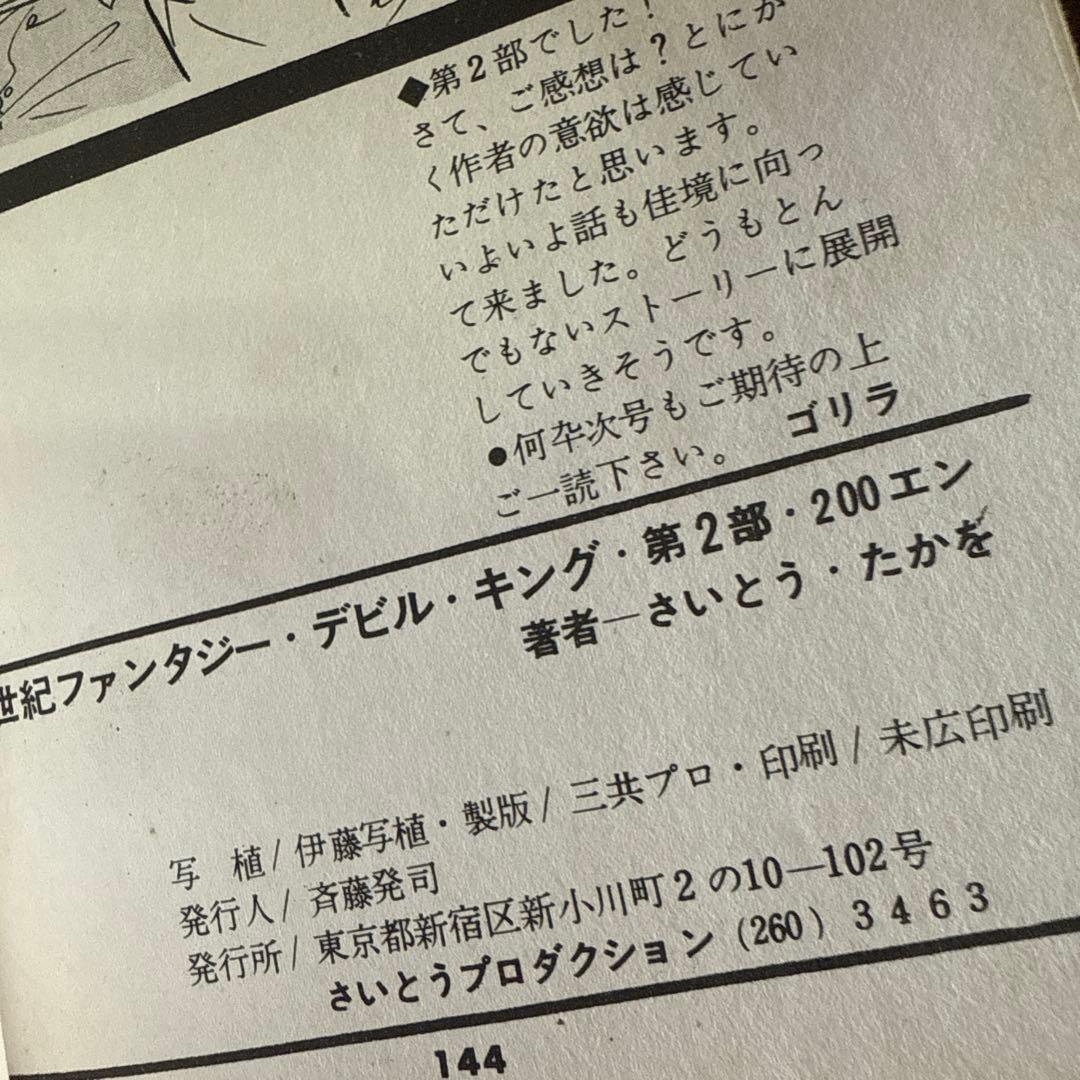 ◆第2部でした!
さて、ご感想は?とにか
く作者の意欲は感じてい
ただけたと思います。
いよいよ話も佳境に向っ
て来ました。どうもとん
でもないストーリーに展開
していきそうです。
●何卆次号もご期待の上
ご一読下さい。 ゴリラ
世紀ファンタジー・デビル・キング・第2部・200エン
著者―さいとう・たかを
写 植/伊藤写植・製版/三共プロ・印刷/末広印刷
発行人/斉藤発司
発行所/東京都新宿区新小川町2の10―102号
さいとうプロダクション(260)3463
144